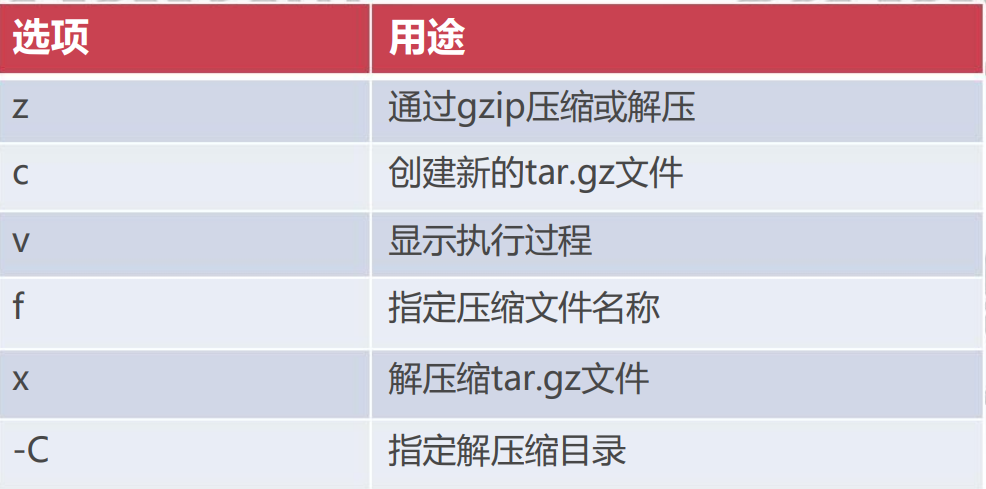 选项 用途
z 通过gzip压缩或解压
c 创建新的tar.gz文件
v 显示执行过程
f 指定压缩文件名称
x 解压缩tar.gz文件
-C 指定解压缩目录